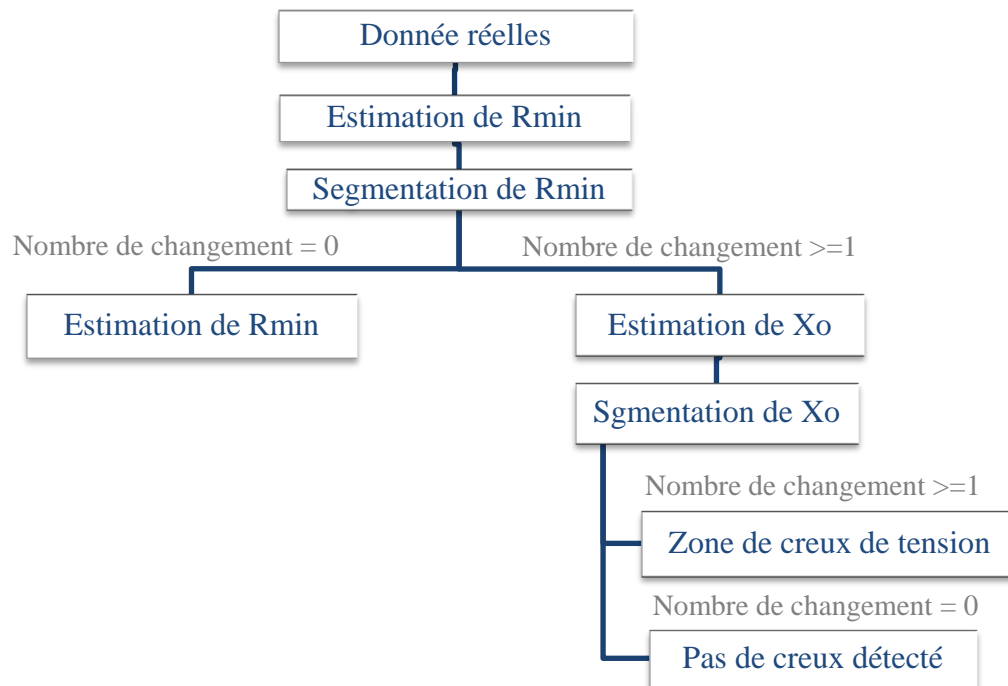 Donnée réelles
Estimation de Rmin
Segmentation de Rmin
Nombre de changement = 0
Nombre de changement >=1
Estimation de Rmin
Estimation de Xo
Sgmentation de Xo
Nombre de changement >=1
Zone de creux de tension
Nombre de changement = 0
Pas de creux détecté